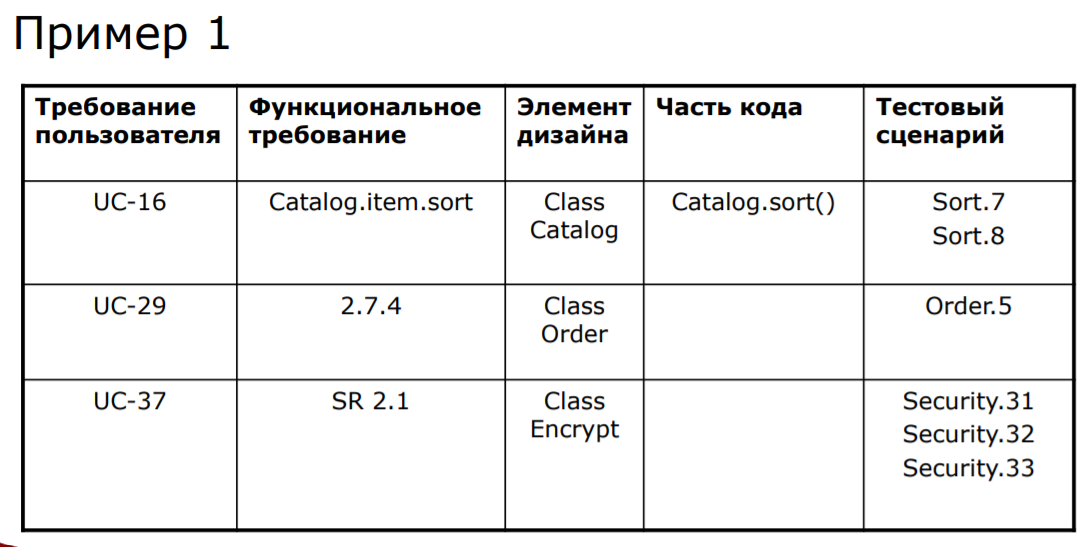 Пример 1
Требование пользователя	Функциональное требование	Элемент дизайна	Часть кода	Тестовый сценарий
UC-16	Catalog.item.sort	Class Catalog	Catalog.sort()	Sort.7 Sort.8
UC-29	2.7.4	Class Order		Order.5
UC-37	SR 2.1	Class Encrypt		Security.31 Security.32 Security.33